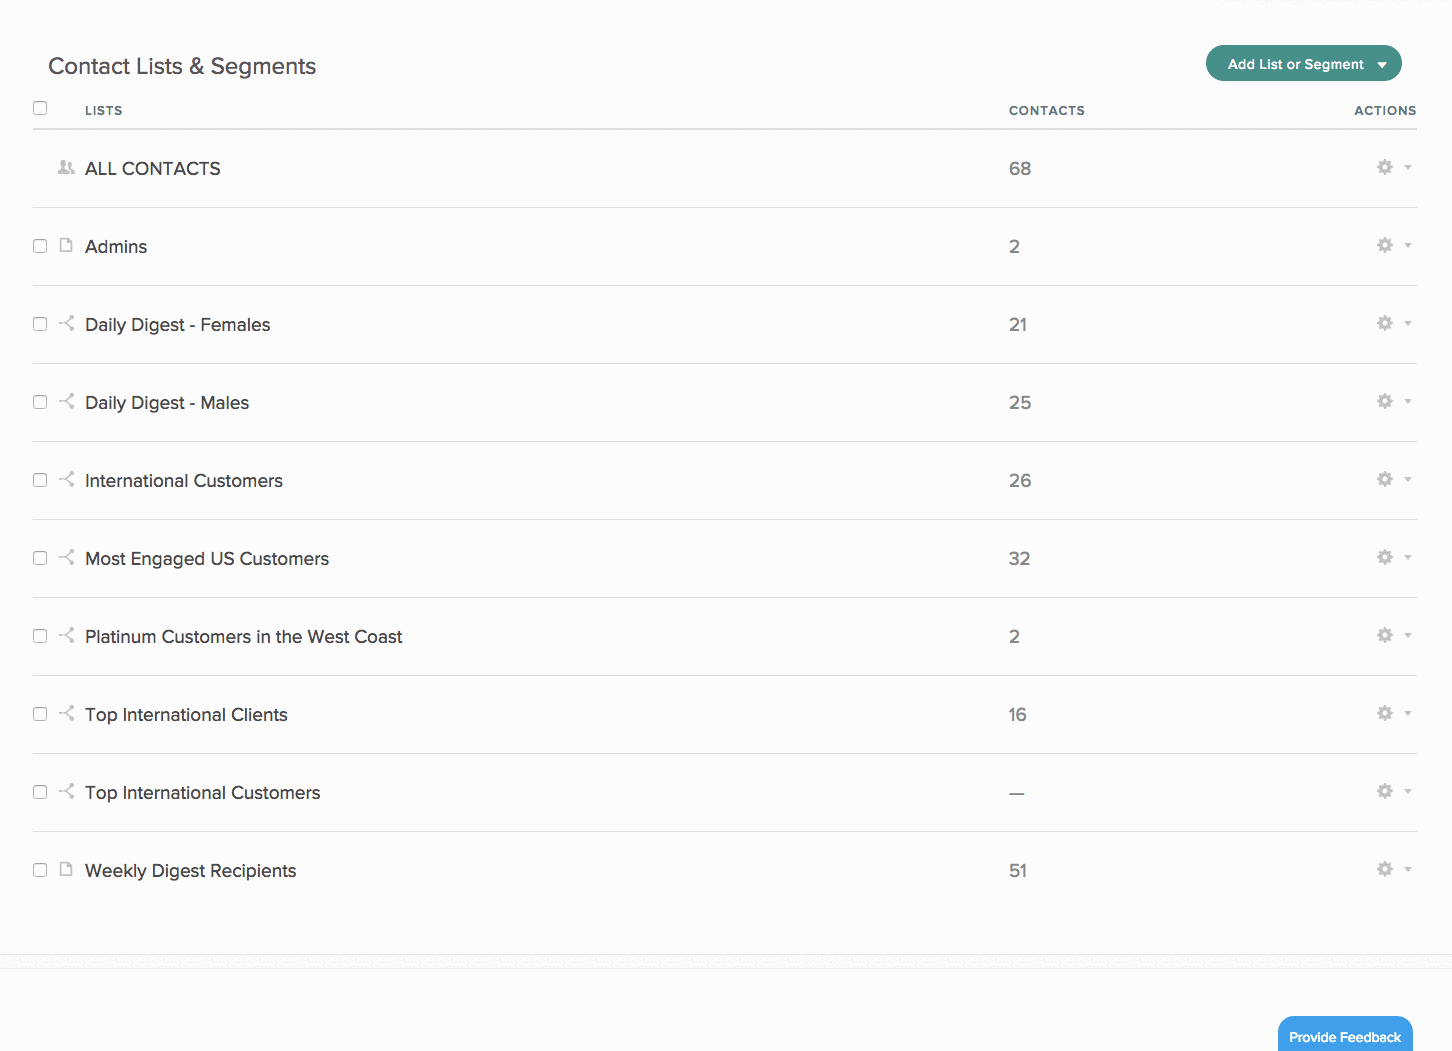 Contact Lists & Segments
Add List or Segment
LISTS CONTACTS ACTIONS
ALL CONTACTS 68
Admins 2
Daily Digest - Females 21
Daily Digest - Males 25
International Customers 26
Most Engaged US Customers 32
Platinum Customers in the West Coast 2
Top International Clients 16
Top International Customers —
Weekly Digest Recipients 51
Provide Feedback